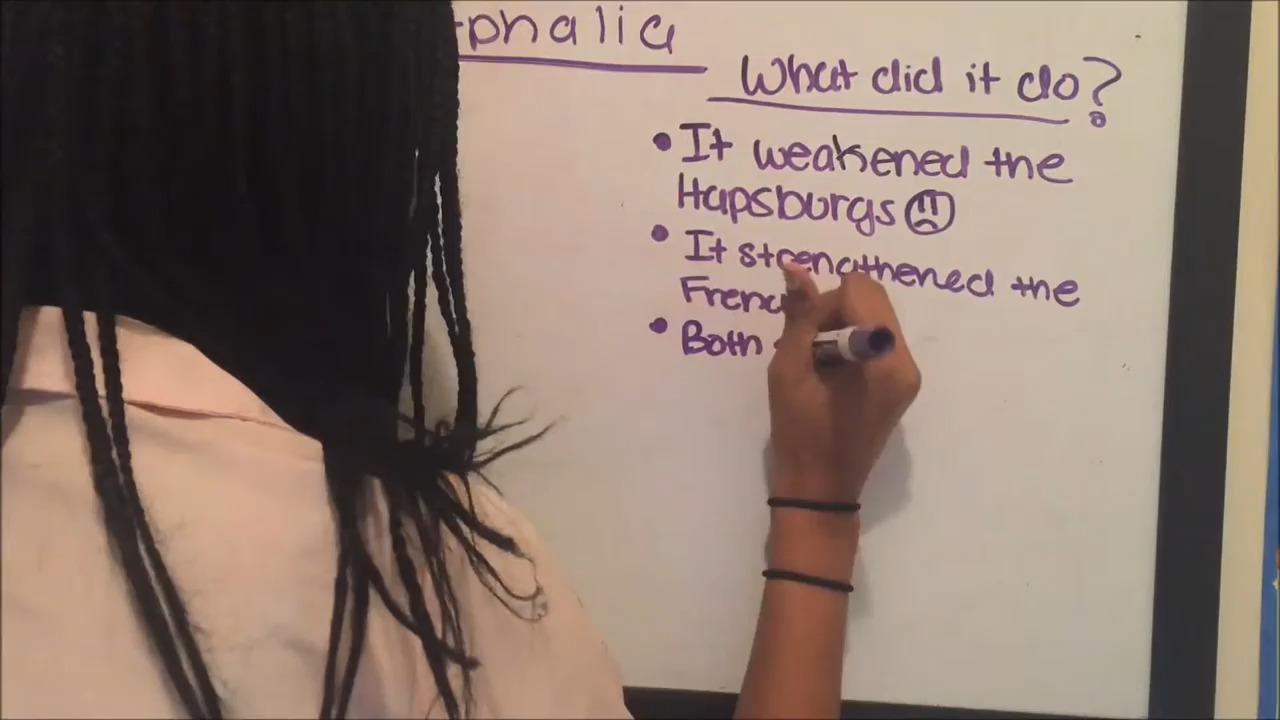 phalia
What did it do?
• It weakened the
Hapsburgs
• It strengthened the
Frenc
• Both